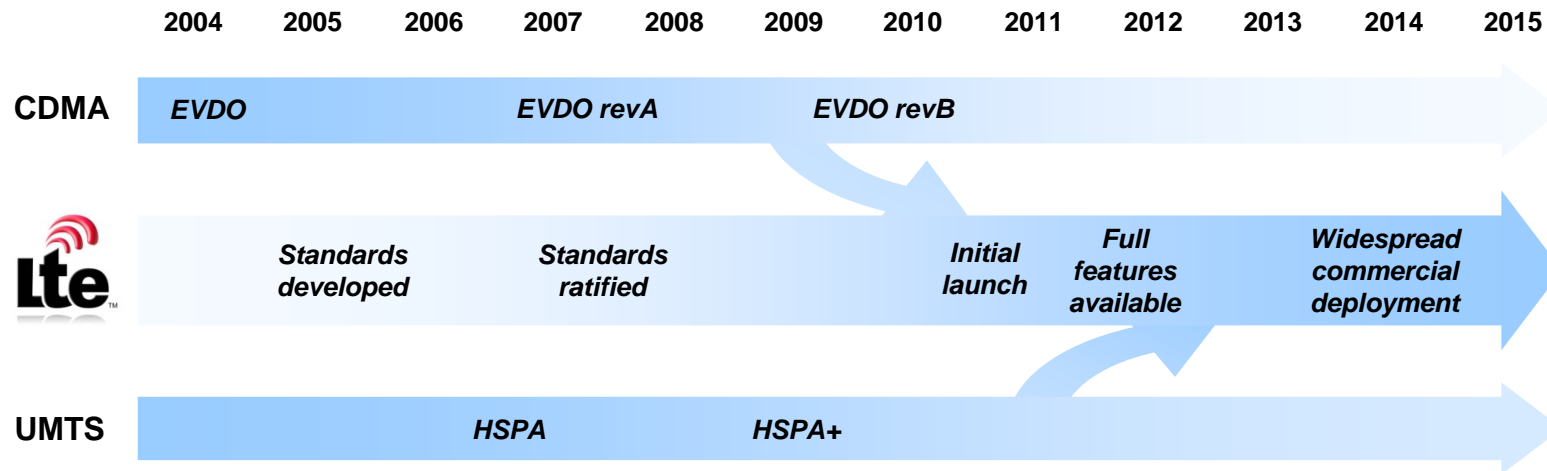 2004 2005 2006 2007 2008 2009 2010 2011 2012 2013 2014 2015
CDMA EVDO EVDO revA EVDO revB
Lte TM
Standards
developed
Standards
ratified
Initial
launch
Full
features
available
Widespread
commercial
deployment
UMTS HSPA HSPA+